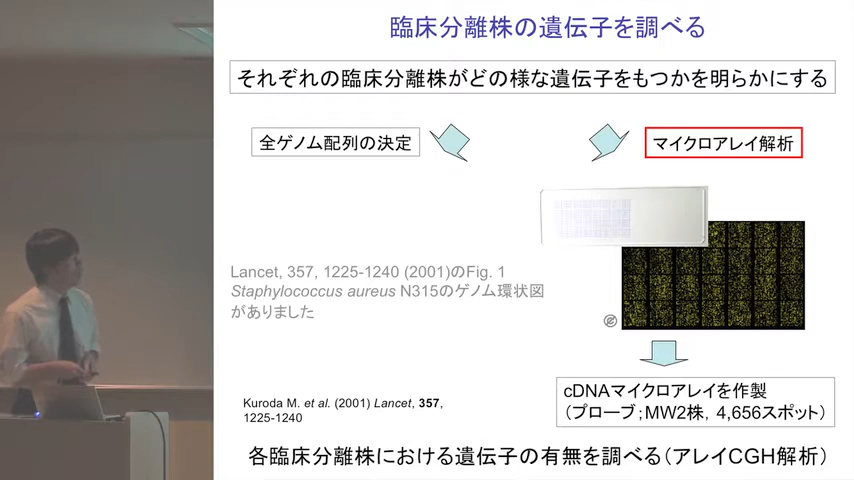 臨床分離株の遺伝子を調べる
それぞれの臨床分離株がどの様な遺伝子をもつかを明らかにする
全ゲノム配列の決定
マイクロアレイ解析
Lancet, 357, 1225-1240 (2001)のFig. 1
Staphylococcus aureus N315のゲノム環状図
がありました
cDNAマイクロアレイを作製
（プローブ；MW2株，4,656スポット）
Kuroda M. et al. (2001) Lancet, 357,
1225-1240
各臨床分離株における遺伝子の有無を調べる（アレイCGH解析）